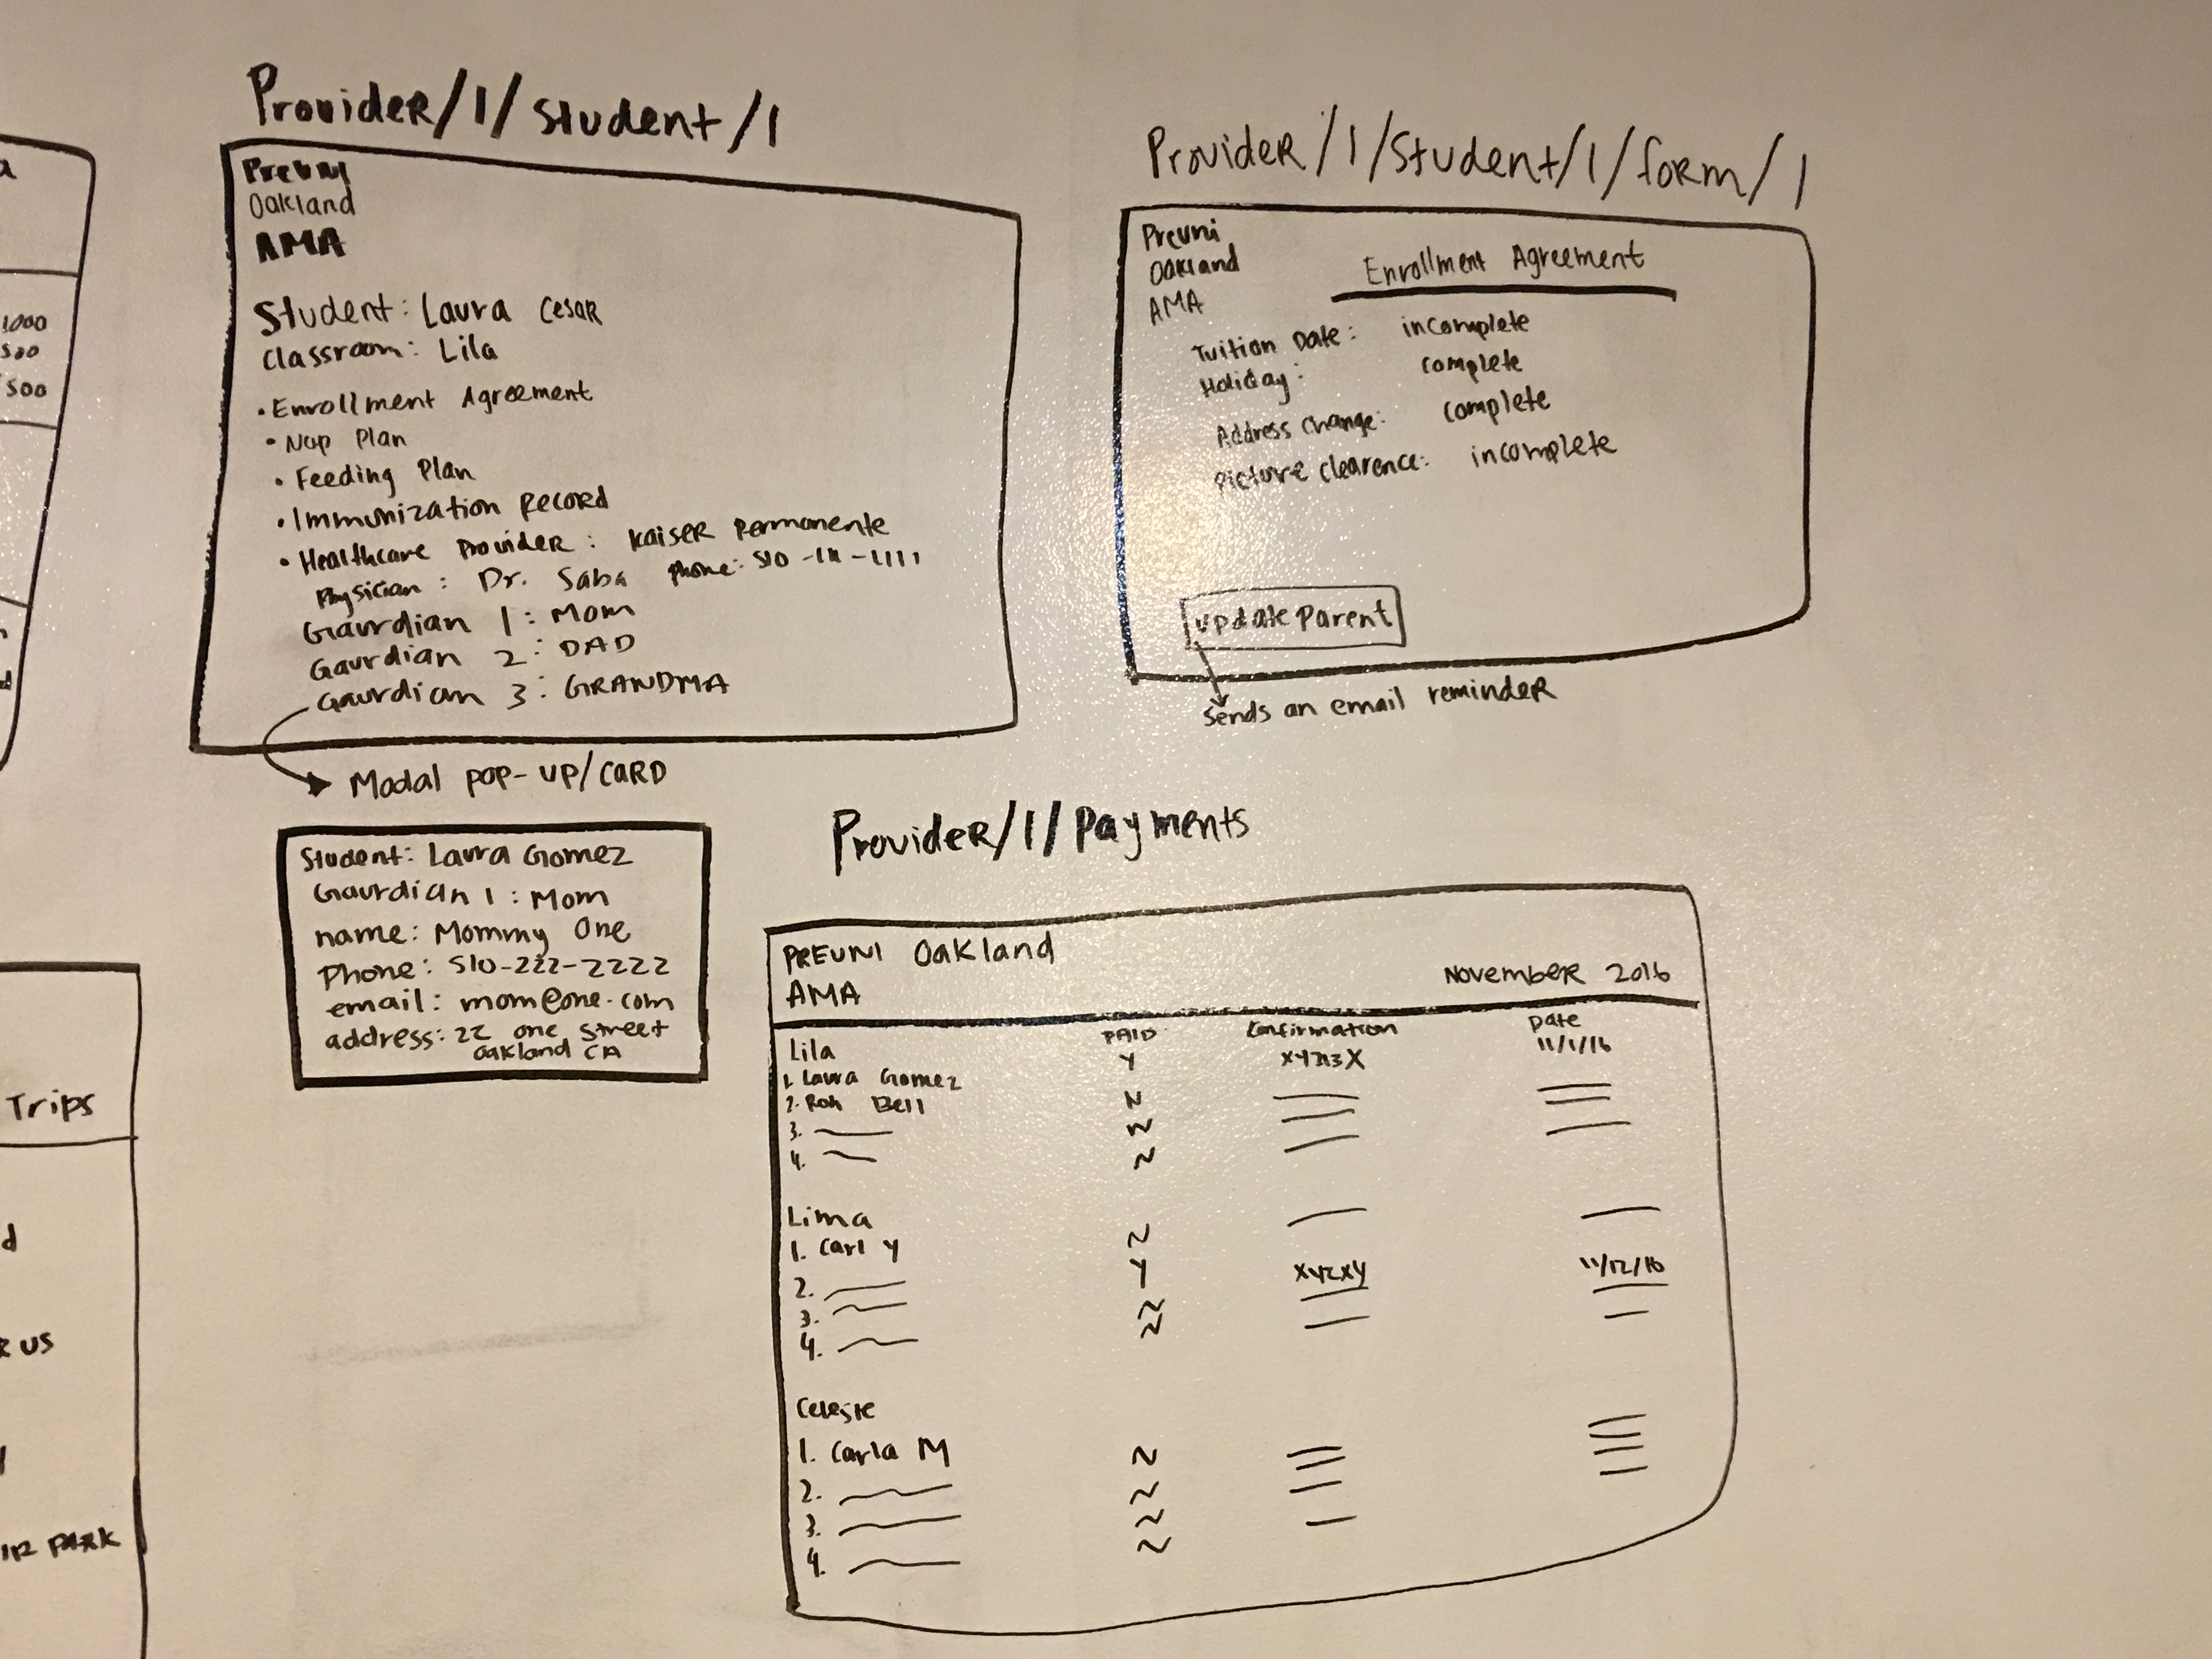 a
1000
500
500
d
Trips
d
R US
PARK
Provider/1/student/1
Preuni
Oakland
AMA
Student: Laura Cesar
Classroom: Lila
• Enrollment Agreement
• Nap Plan
• Feeding Plan
• Immunization Record
• Healthcare Provider: Kaiser Permanente
Physician: Dr. Saba Phone: 510-111-1111
Gaurdian 1: Mom
Gaurdian 2: DAD
Gaurdian 3: GRANDMA
Modal pop-up/CARD
Student: Laura Gomez
Gaurdian 1: Mom
name: Mommy One
Phone: 510-222-2222
email: mom@one.com
address: 22 one street
Oakland CA
Provider/1/student/1/form/1
Preuni
Oakland
AMA
Enrollment Agreement
Tuition Date: incomplete
Holiday: complete
Address Change: complete
Picture Clearence: incomplete
update Parent
Sends an email reminder
Provider/1/Payments
PREUNI Oakland
AMA
November 2016
PAID Confirmation Date
Lila Y 11/1/16
1. Laura Gomez
2. Bell N
3. N
4. N
Lima
1. Carl Y N
2. Y XYZXY 11/12/16
3. N
4. N
Celeste
1. Carla M N
2. N
3. N
4. N